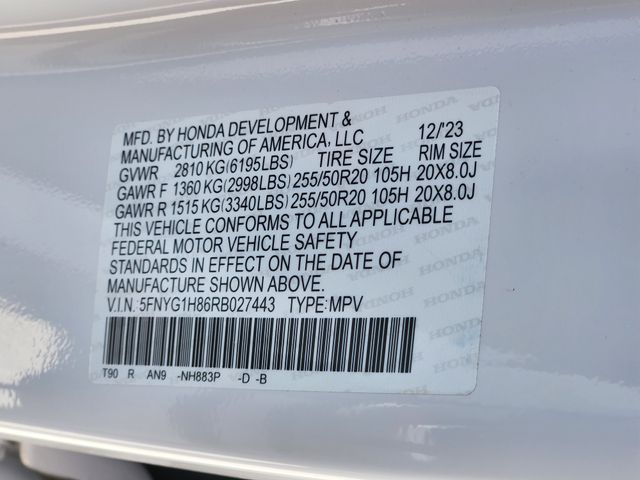 MFD. BY HONDA DEVELOPMENT & 12/'23
MANUFACTURING OF AMERICA, LLC
GVWR 2810 KG(6195LBS) TIRE SIZE RIM SIZE
GAWR F 1360 KG(2998LBS) 255/50R20 105H 20X8.0J
GAWR R 1515 KG(3340LBS) 255/50R20 105H 20X8.0J
THIS VEHICLE CONFORMS TO ALL APPLICABLE
FEDERAL MOTOR VEHICLE SAFETY
STANDARDS IN EFFECT ON THE DATE OF
MANUFACTURE SHOWN ABOVE.
V.I.N: 5FNYG1H86RB027443 TYPE:MPV
T90 R AN9 -NH883P -D -B